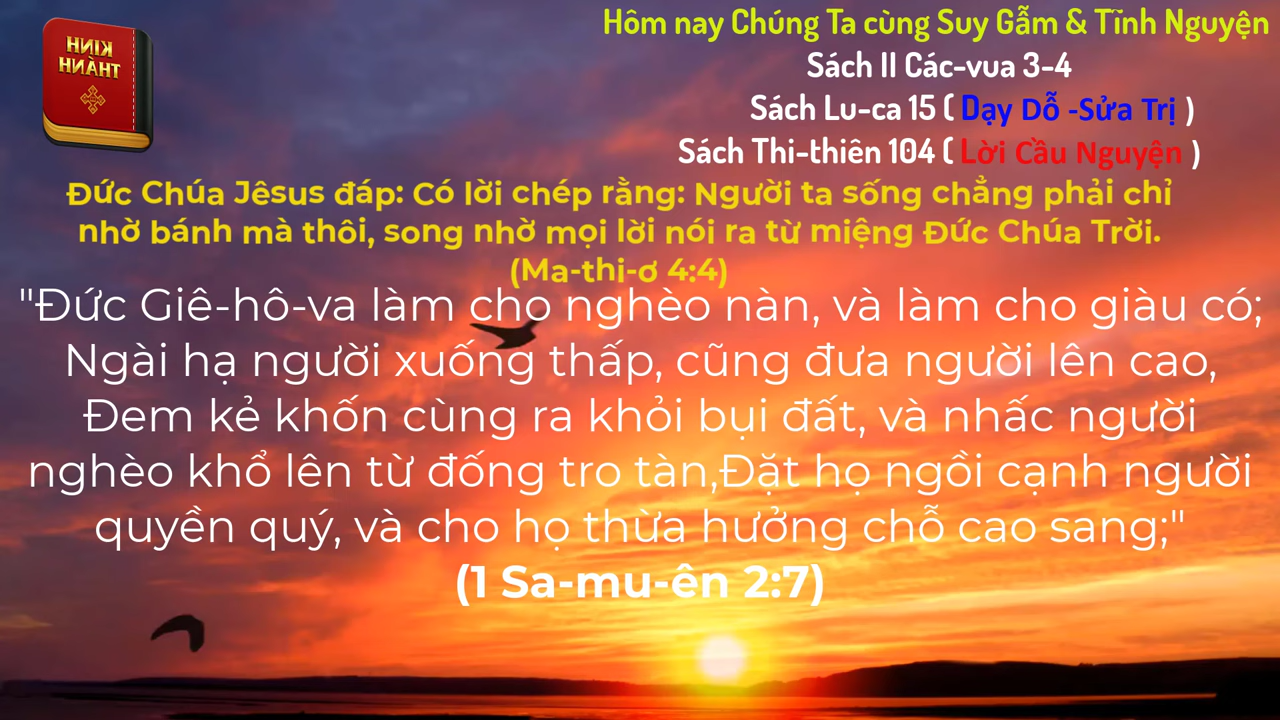 KINH
THÀNH
Hôm nay Chúng Ta cùng Suy Gẫm & Tĩnh Nguyện
Sách II Các-vua 3-4
Sách Lu-ca 15 ( Dạy Dỗ -Sửa Trị )
Sách Thi-thiên 104 ( Lời Cầu Nguyện )
Đức Chúa Jêsus đáp: Có lời chép rằng: Người ta sống chẳng phải chỉ
nhờ bánh mà thôi, song nhờ mọi lời nói ra từ miệng Đức Chúa Trời.
(Ma-thi-ơ 4:4)
"Đức Giê-hô-va làm cho nghèo nàn, và làm cho giàu có;
Ngài hạ người xuống thấp, cũng đưa người lên cao,
Đem kẻ khốn cùng ra khỏi bụi đất, và nhấc người
nghèo khổ lên từ đống tro tàn,Đặt họ ngồi cạnh người
quyền quý, và cho họ thừa hưởng chỗ cao sang;"
(1 Sa-mu-ên 2:7)